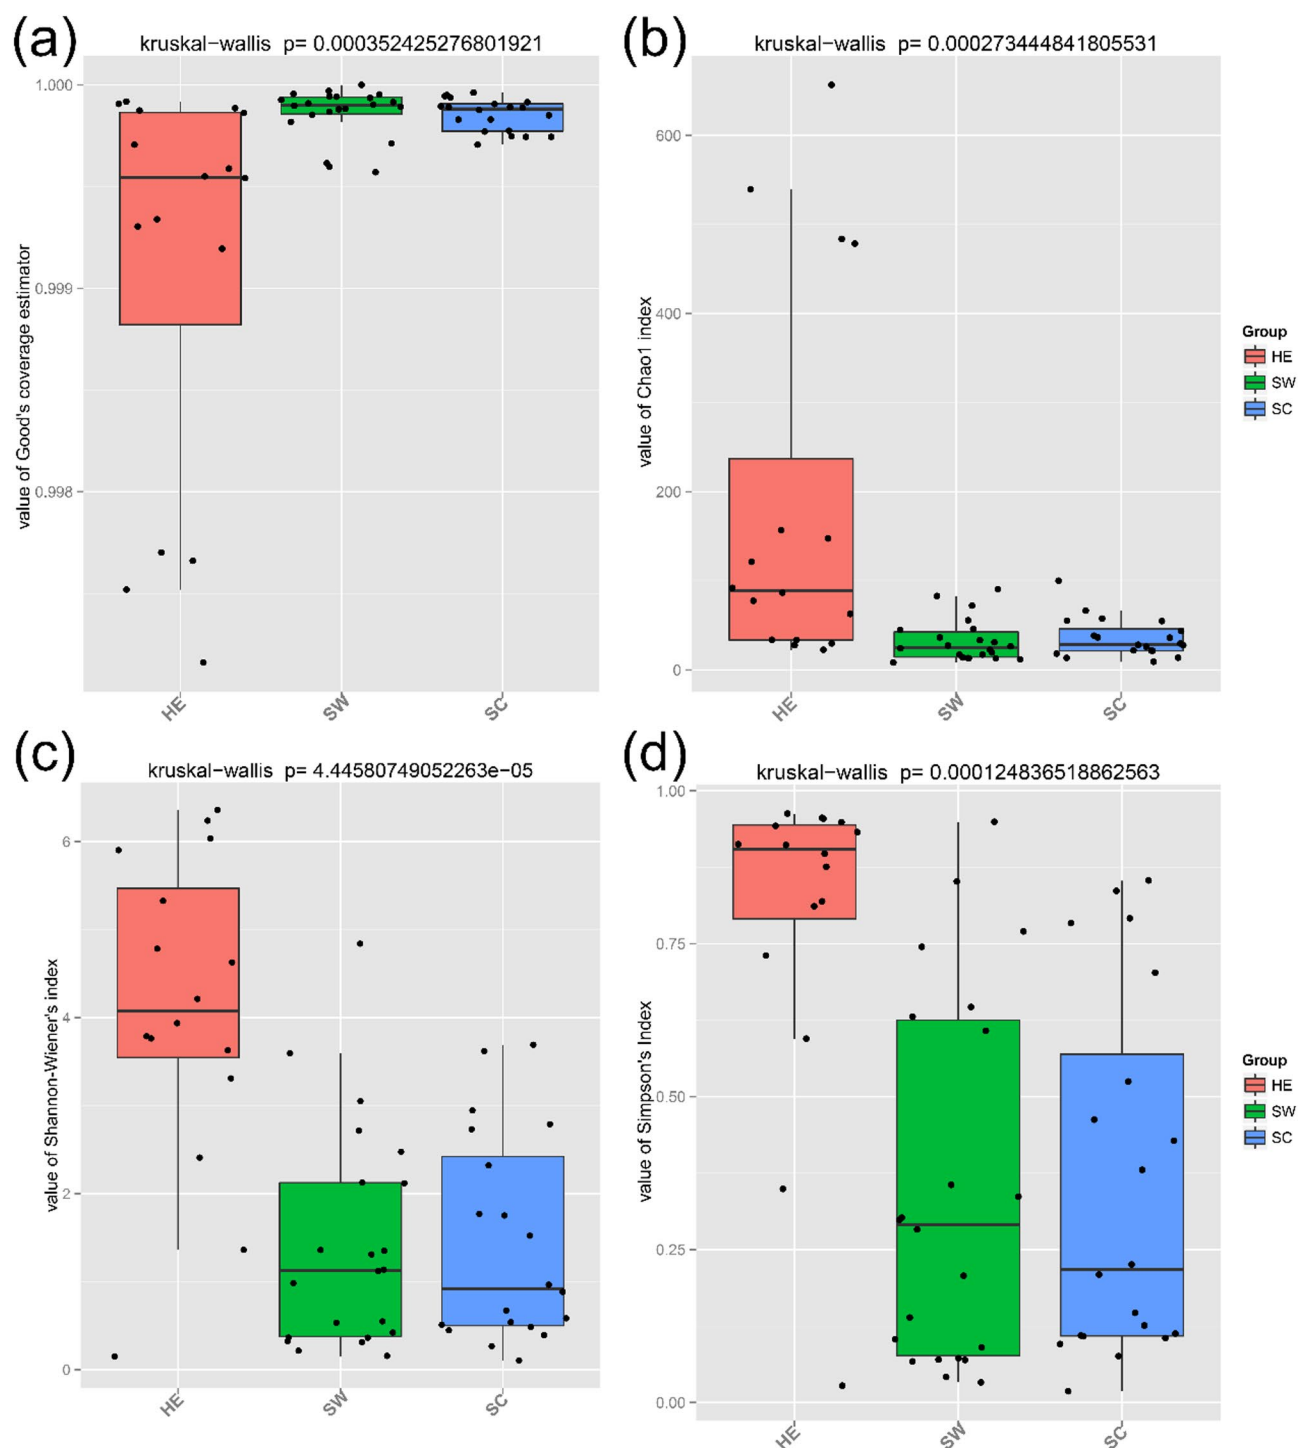 (a)
kruskal-wallis p= 0.000352425276801921
value of Good's coverage estimator
1.000
0.999
0.998
HE
SW
SC
(b)
kruskal-wallis p= 0.000273444841805531
value of Chao1 index
600
400
200
0
HE
SW
SC
Group
HE
SW
SC
(c)
kruskal-wallis p= 4.44580749052263e-05
value of Shannon-Wiener's index
6
4
2
0
HE
SW
SC
(d)
kruskal-wallis p= 0.000124836518862563
value of Simpson's Index
1.00
0.75
0.50
0.25
0.00
HE
SW
SC
Group
HE
SW
SC